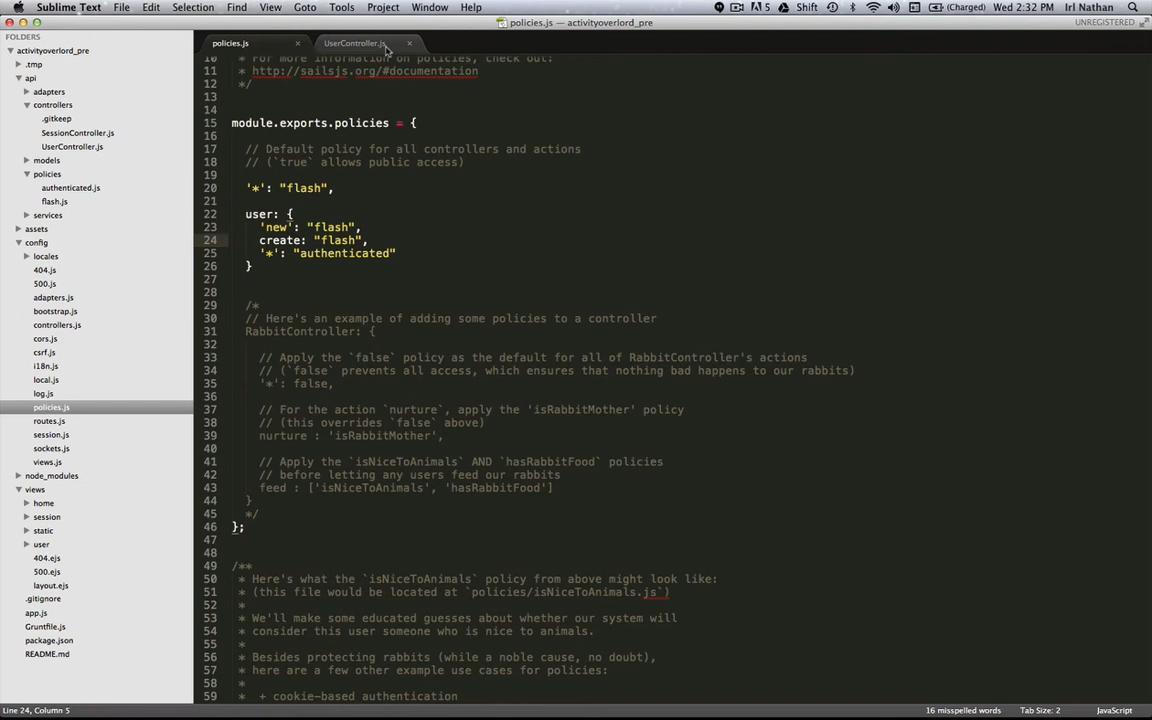 Sublime Text File Edit Selection Find View Goto Tools Project Window Help
5 Shift (Charged) Wed 2:32 PM Irl Nathan
policies.js — activityoverlord_pre
UNREGISTERED
FOLDERS
activityoverlord_pre
.tmp
api
adapters
controllers
.gitkeep
SessionController.js
UserController.js
models
policies
authenticated.js
flash.js
services
assets
config
locales
404.js
500.js
adapters.js
bootstrap.js
controllers.js
cors.js
csrf.js
i18n.js
local.js
log.js
policies.js
routes.js
session.js
sockets.js
views.js
node_modules
views
home
session
static
user
404.ejs
500.ejs
layout.ejs
.gitignore
app.js
Gruntfile.js
package.json
README.md
policies.js ×
UserController.js ×
10 * For more information on policies, check out:
11 * http://sailsjs.org/#documentation
12 */
13
14
15 module.exports.policies = {
16
17 // Default policy for all controllers and actions
18 // (`true` allows public access)
19
20 '*': "flash",
21
22 user: {
23 'new': "flash",
24 create: "flash",
25 '*': "authenticated"
26 }
27
28
29 /*
30 // Here's an example of adding some policies to a controller
31 RabbitController: {
32
33 // Apply the `false` policy as the default for all of RabbitController's actions
34 // (`false` prevents all access, which ensures that nothing bad happens to our rabbits)
35 '*': false,
36
37 // For the action `nurture`, apply the 'isRabbitMother' policy
38 // (this overrides `false` above)
39 nurture : 'isRabbitMother',
40
41 // Apply the `isNiceToAnimals` AND `hasRabbitFood` policies
42 // before letting any users feed our rabbits
43 feed : ['isNiceToAnimals', 'hasRabbitFood']
44 }
45 */
46 };
47
48
49 /**
50 * Here's what the `isNiceToAnimals` policy from above might look like:
51 * (this file would be located at `policies/isNiceToAnimals.js`)
52 *
53 * We'll make some educated guesses about whether our system will
54 * consider this user someone who is nice to animals.
55 *
56 * Besides protecting rabbits (while a noble cause, no doubt),
57 * here are a few other example use cases for policies:
58 *
59 * + cookie-based authentication
Line 24, Column 5
16 misspelled words Tab Size: 2 JavaScript